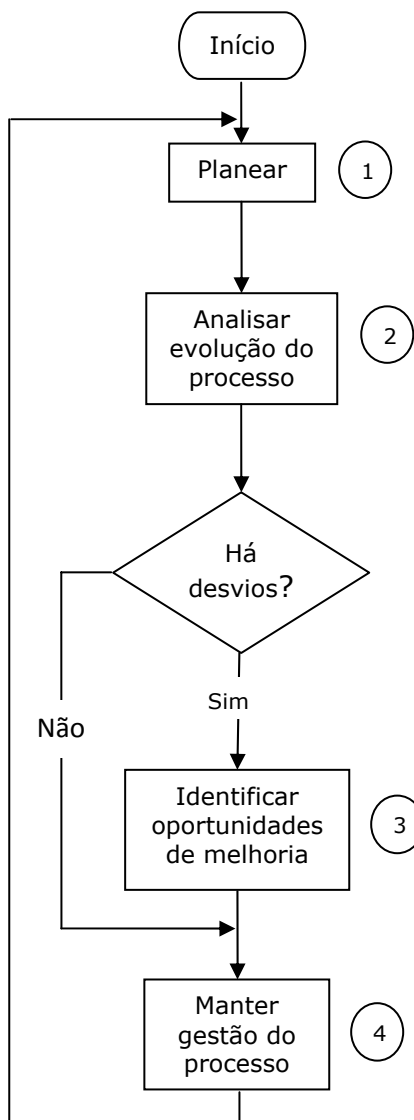 Início
Planear
1
Analisar
evolução do
processo
2
Há
desvios?
Sim
Não
Identificar
oportunidades
de melhoria
3
Manter
gestão do
processo
4